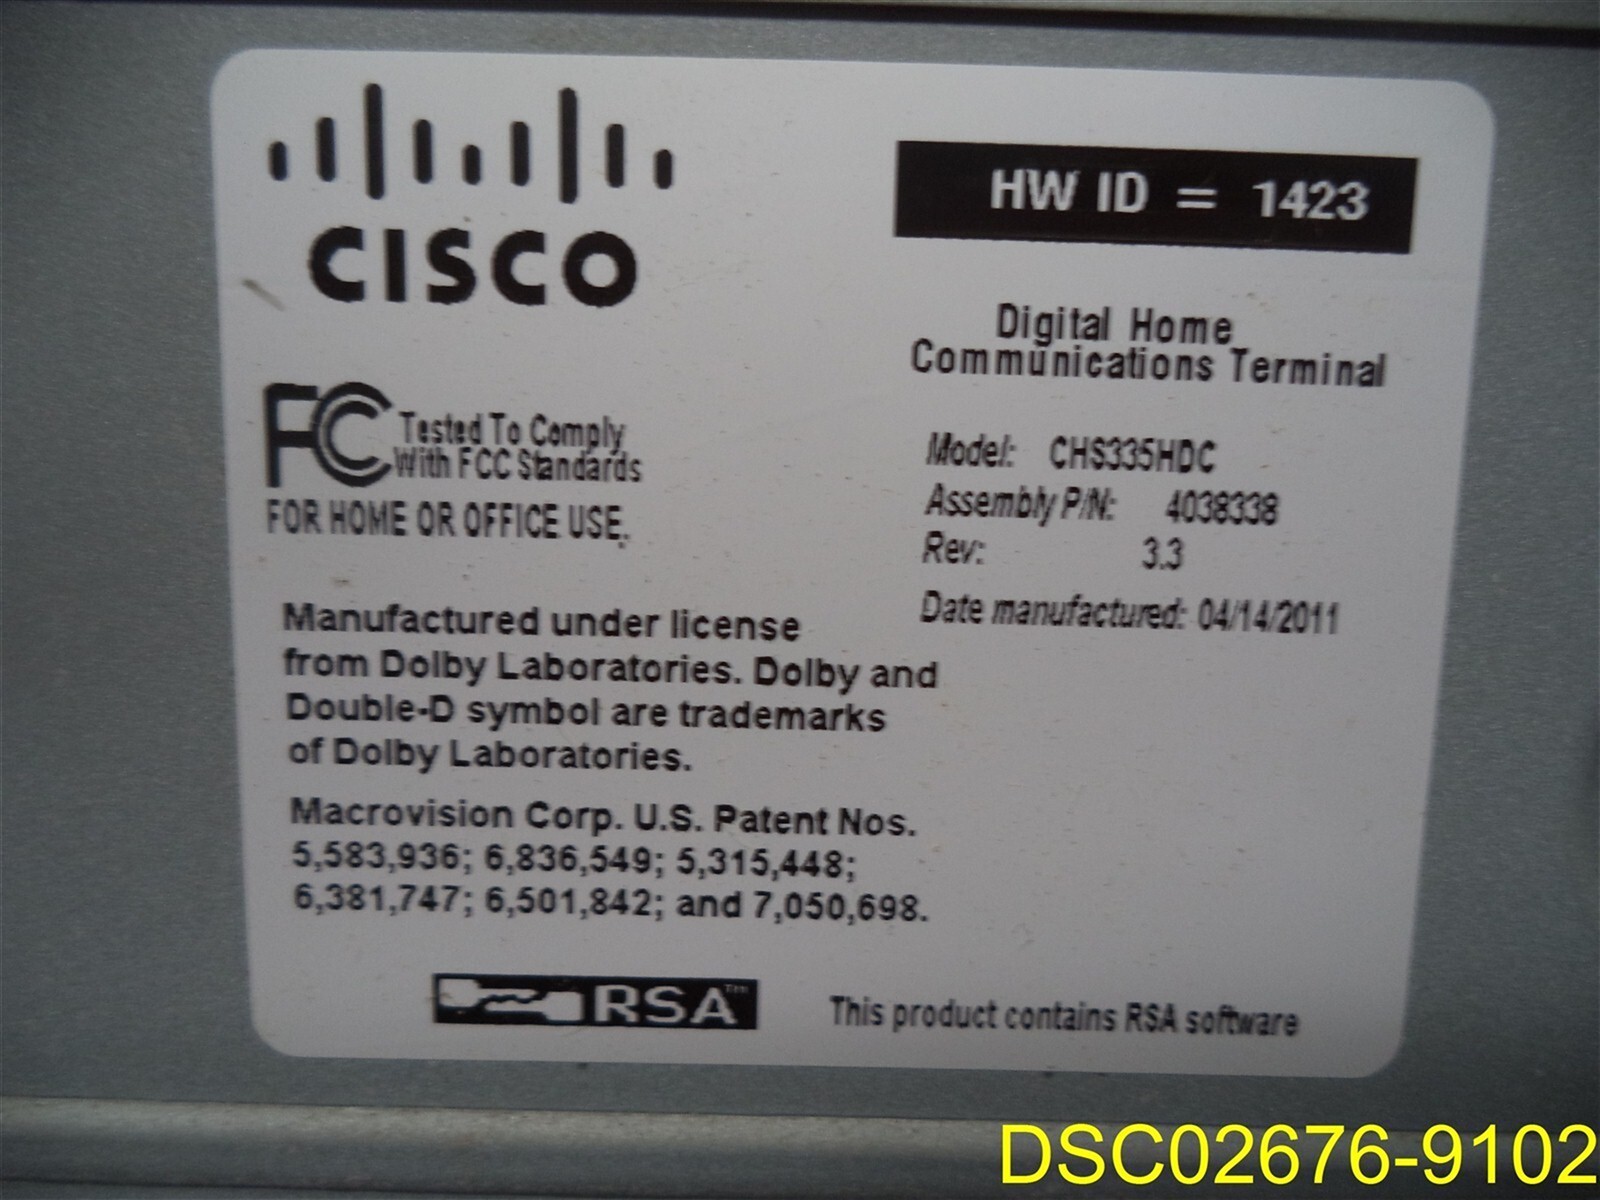 CISCO
HW ID = 1423
Digital Home
Communications Terminal
FC Tested To Comply
With FCC Standards
FOR HOME OR OFFICE USE.
Model: CHS335HDC
Assembly P/N: 4038338
Rev: 3.3
Date manufactured: 04/14/2011
Manufactured under license
from Dolby Laboratories. Dolby and
Double-D symbol are trademarks
of Dolby Laboratories.
Macrovision Corp. U.S. Patent Nos.
5,583,936; 6,836,549; 5,315,448;
6,381,747; 6,501,842; and 7,050,698.
RSA™
This product contains RSA software
DSC02676-9102